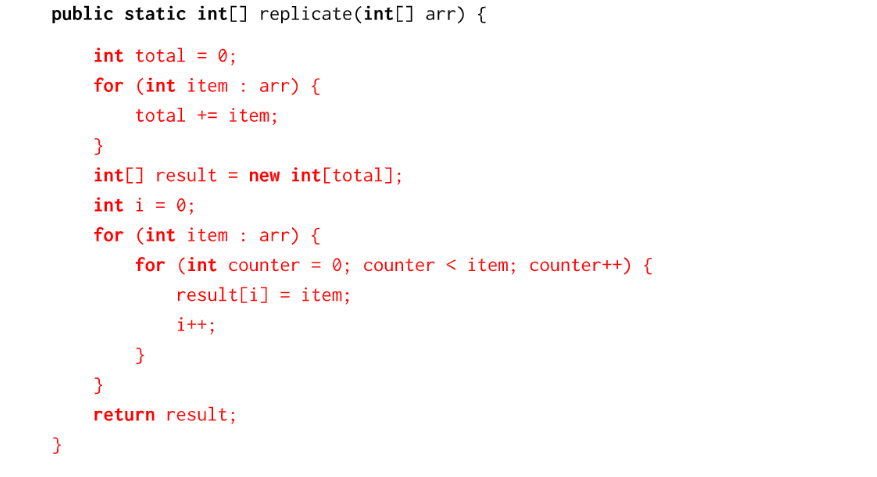 public static int[] replicate(int[] arr) {
    int total = 0;
    for (int item : arr) {
        total += item;
    }
    int[] result = new int[total];
    int i = 0;
    for (int item : arr) {
        for (int counter = 0; counter < item; counter++) {
            result[i] = item;
            i++;
        }
    }
    return result;
}